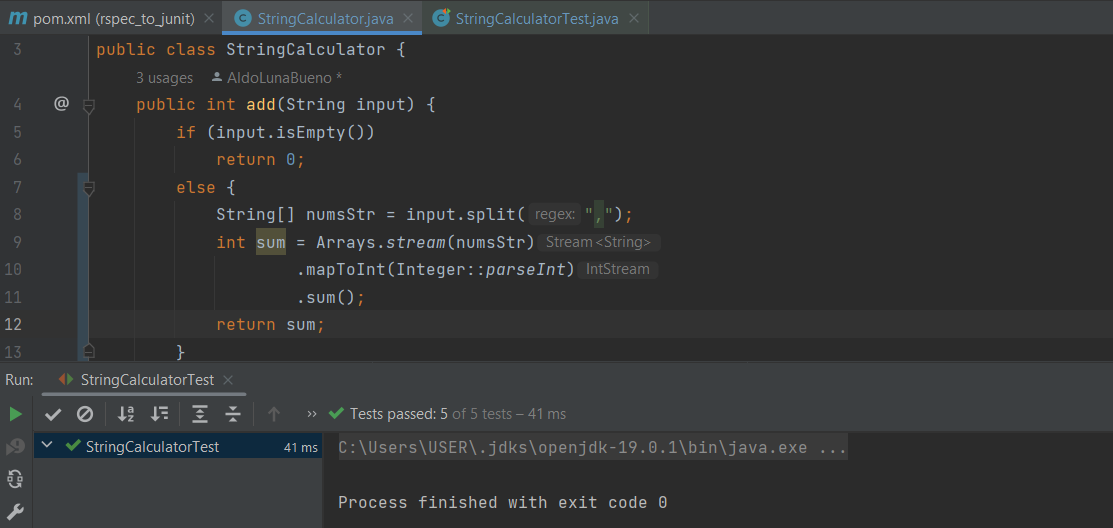 pom.xml (rspec_to_junit) StringCalculator.java StringCalculatorTest.java
3 public class StringCalculator {
3 usages AldoLunaBueno *
4 @ public int add(String input) {
5 if (input.isEmpty())
6 return 0;
7 else {
8 String[] numsStr = input.split( regex: ",");
9 int sum = Arrays.stream(numsStr) Stream<String>
10 .mapToInt(Integer::parseInt) IntStream
11 .sum();
12 return sum;
13 }
Run: StringCalculatorTest
Tests passed: 5 of 5 tests – 41 ms
StringCalculatorTest 41 ms
C:\Users\USER\.jdks\openjdk-19.0.1\bin\java.exe ...
Process finished with exit code 0